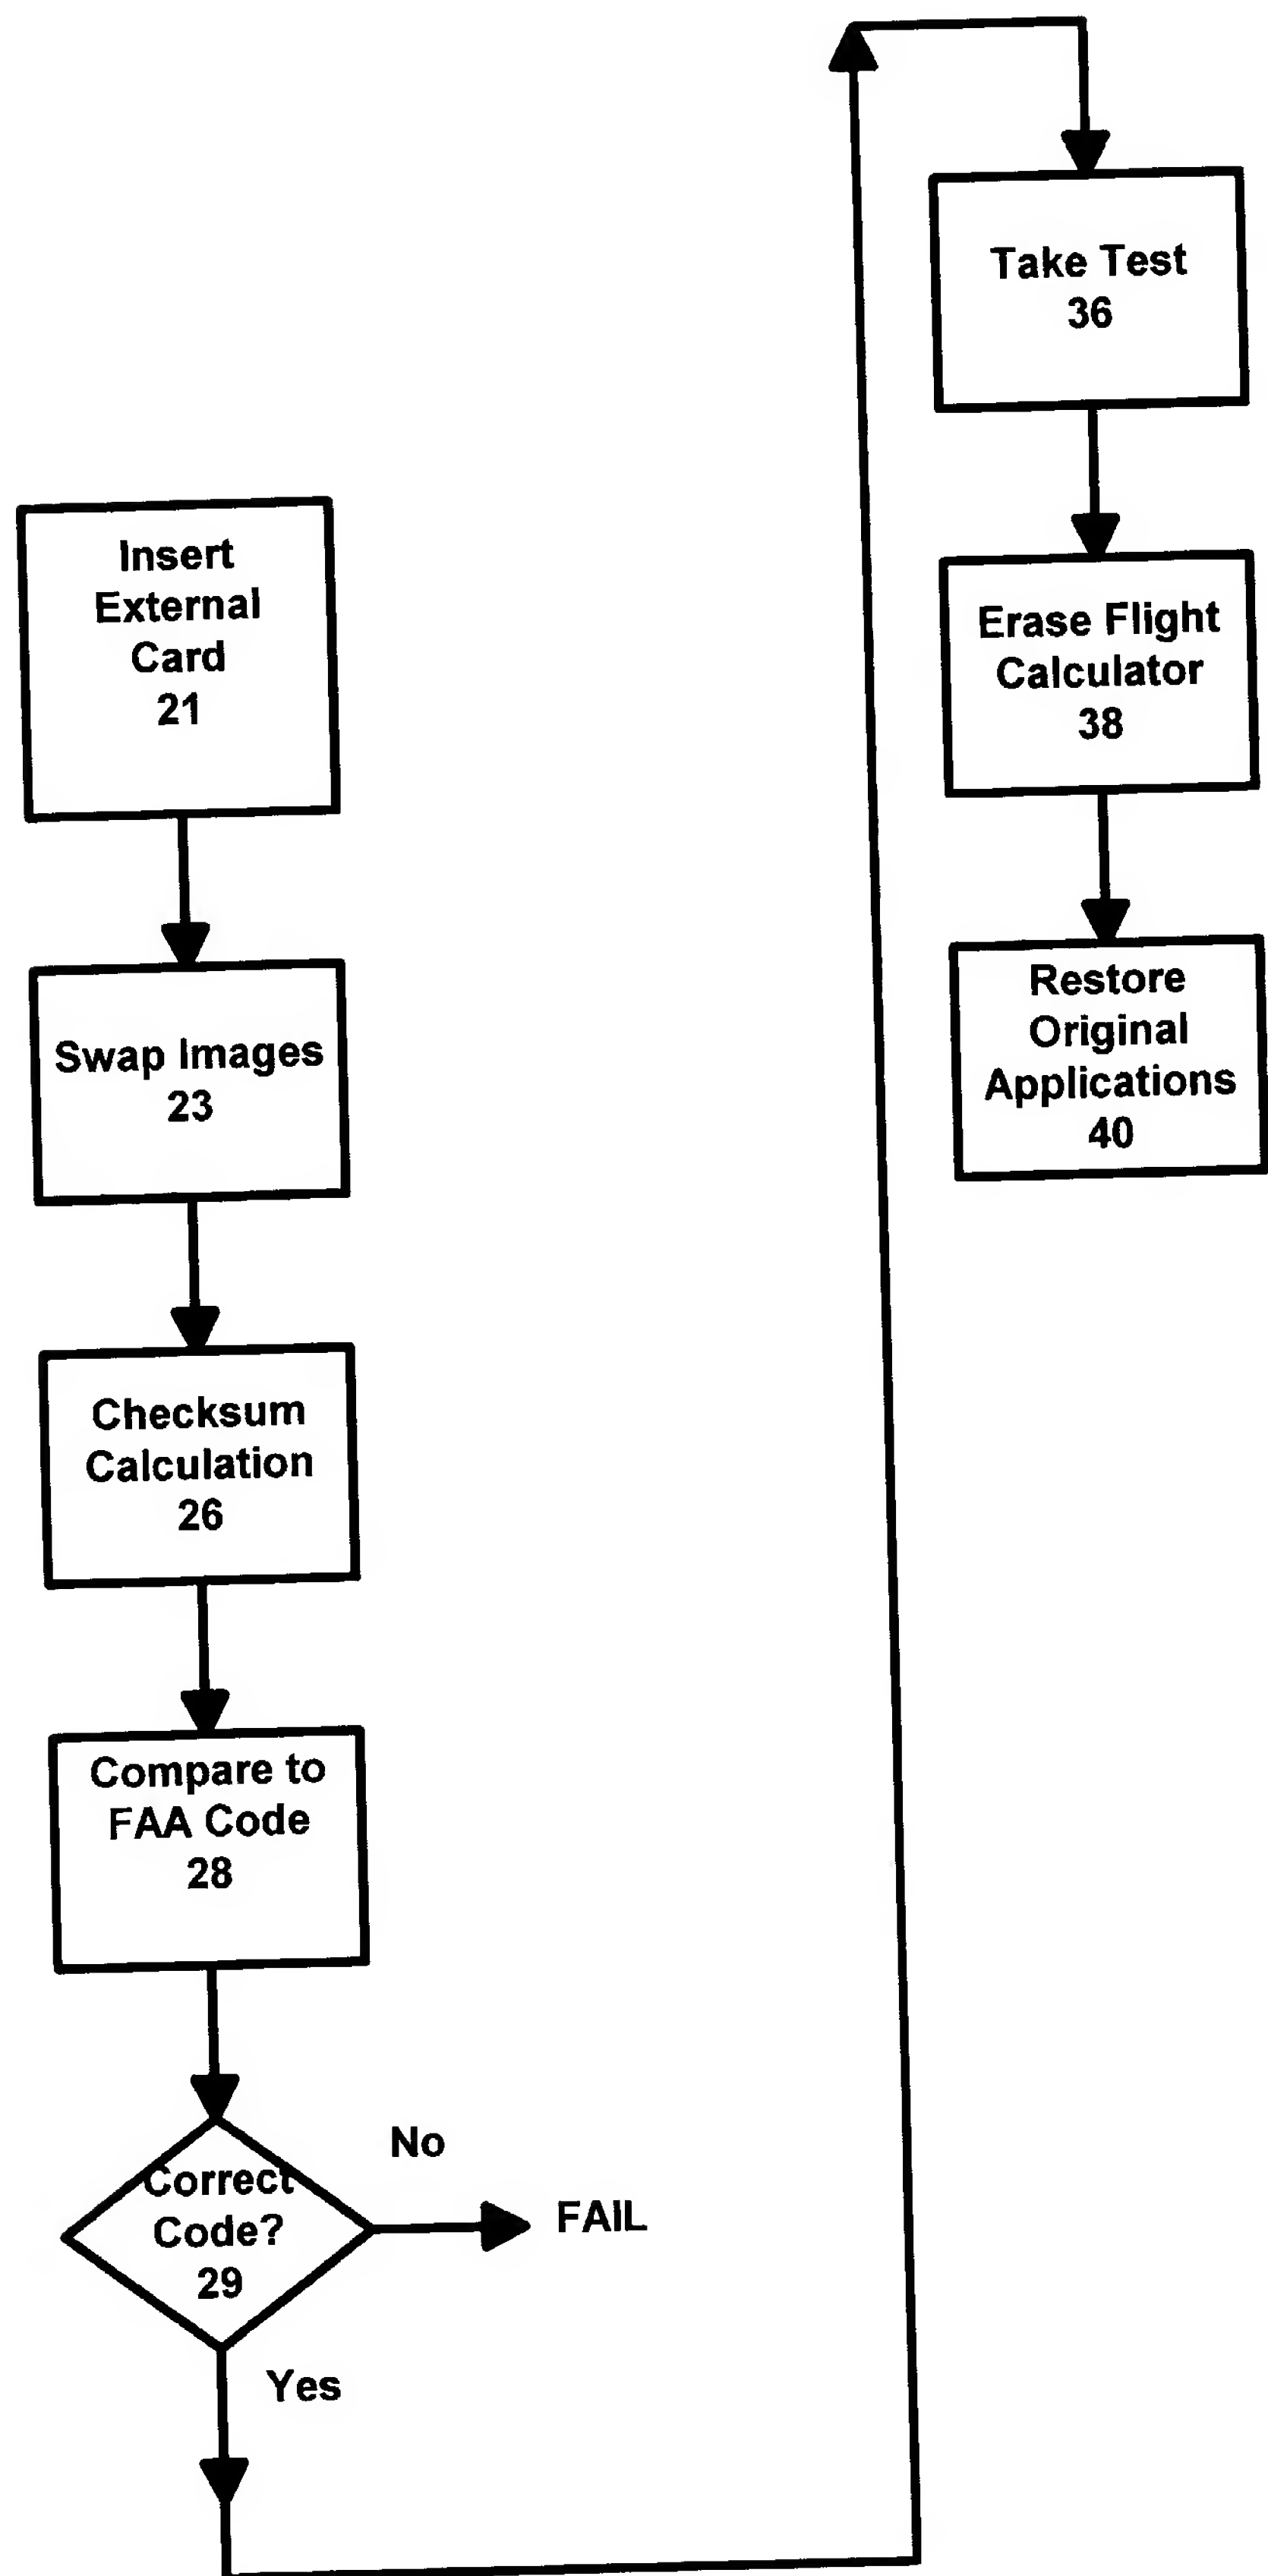 Insert
External
Card
21
Swap Images
23
Checksum
Calculation
26
Compare to
FAA Code
28
Correct
Code?
29
No
FAIL
Yes
Take Test
36
Erase Flight
Calculator
38
Restore
Original
Applications
40